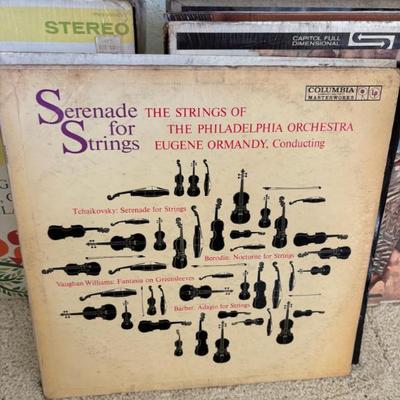 STEREO
CAPITOL FULL
DIMENSIONAL
COLUMBIA
MASTERWORKS
Serenade
for
Strings
THE STRINGS OF
THE PHILADELPHIA ORCHESTRA
EUGENE ORMANDY, Conducting
Tchaikovsky: Serenade for Strings
Borodin: Nocturne for Strings
Vaughan Williams: Fantasia on Greensleeves
Barber: Adagio for Strings